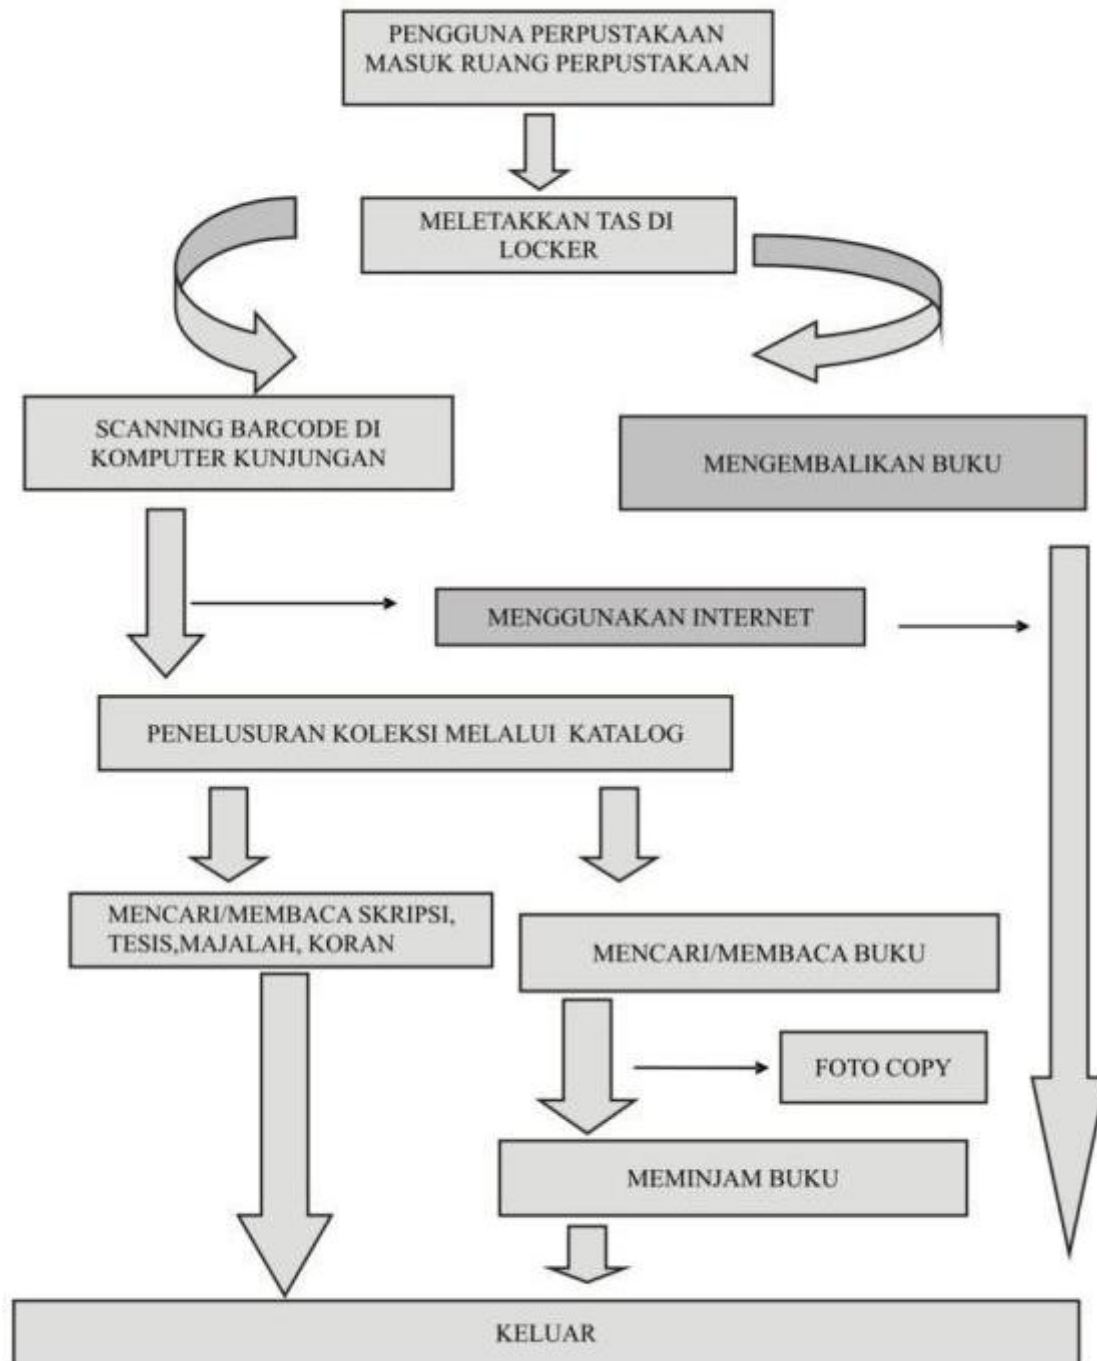 PENGGUNA PERPUSTAKAAN
MASUK RUANG PERPUSTAKAAN
MELETAKKAN TAS DI
LOCKER
SCANNING BARCODE DI
KOMPUTER KUNJUNGAN
MENGEMBALIKAN BUKU
MENGGUNAKAN INTERNET
PENELUSURAN KOLEKSI MELALUI KATALOG
MENCARI/MEMBACA SKRIPSI,
TESIS,MAJALAH, KORAN
MENCARI/MEMBACA BUKU
FOTO COPY
MEMINJAM BUKU
KELUAR